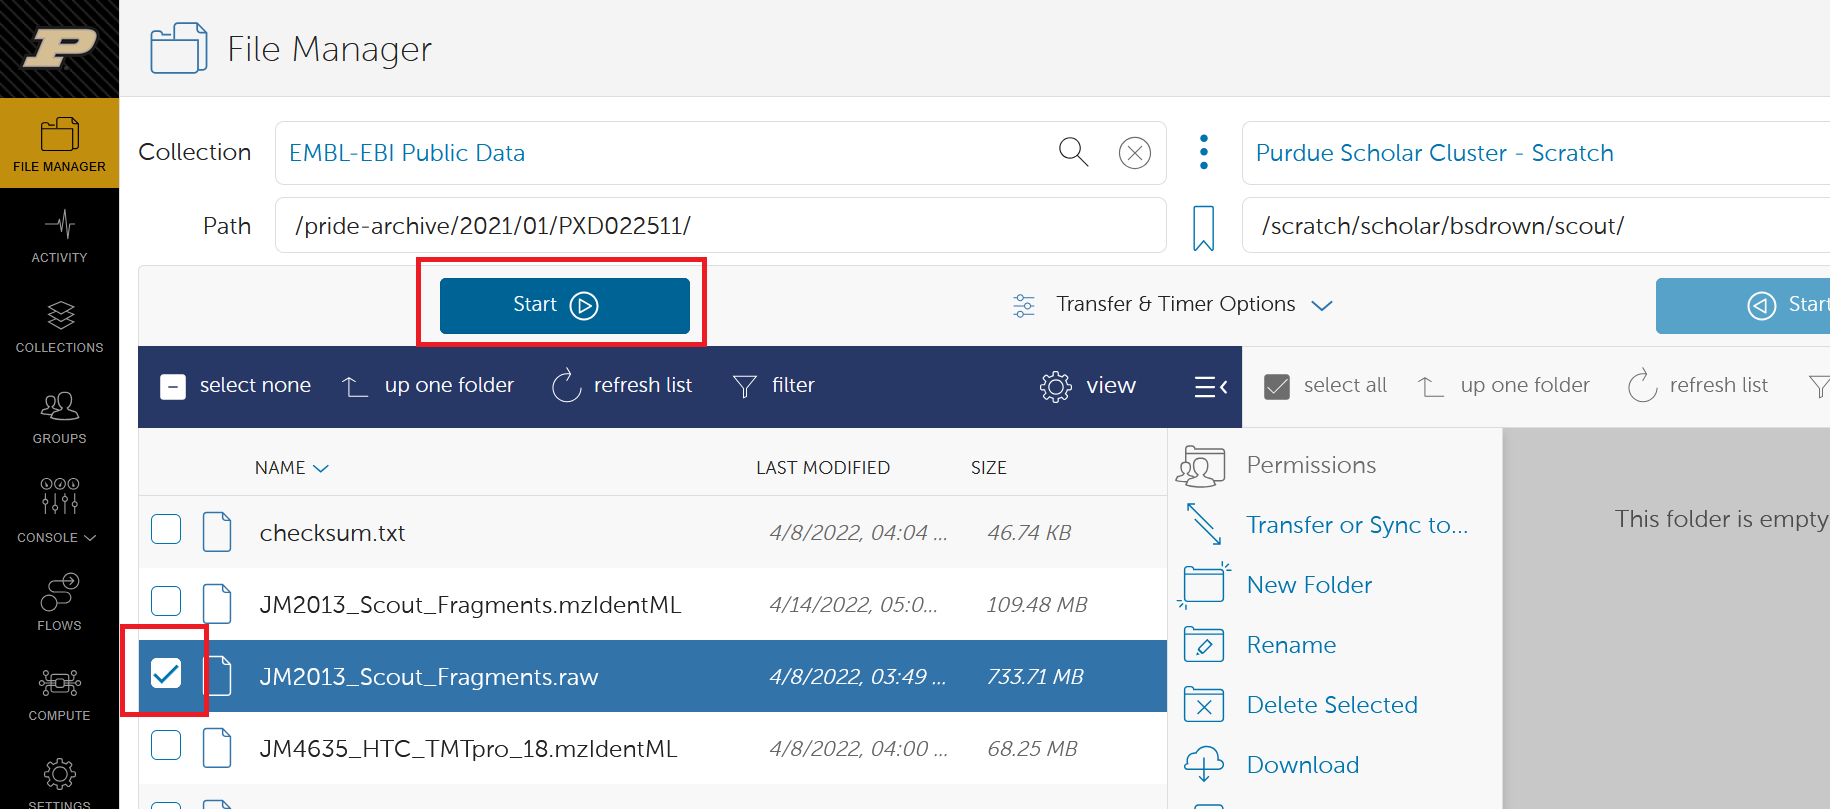 P
File Manager
FILE MANAGER
ACTIVITY
COLLECTIONS
GROUPS
CONSOLE
FLOWS
COMPUTE
SETTINGS
Collection
EMBL-EBI Public Data
Purdue Scholar Cluster - Scratch
Path
/pride-archive/2021/01/PXD022511/
/scratch/scholar/bsdrown/scout/
Start
Transfer & Timer Options
Start
select none
up one folder
refresh list
filter
view
select all
up one folder
refresh list
NAME
LAST MODIFIED
SIZE
checksum.txt
4/8/2022, 04:04 ...
46.74 KB
JM2013_Scout_Fragments.mzIdentML
4/14/2022, 05:0...
109.48 MB
JM2013_Scout_Fragments.raw
4/8/2022, 03:49 ...
733.71 MB
JM4635_HTC_TMTpro_18.mzIdentML
4/8/2022, 04:00 ...
68.25 MB
Permissions
Transfer or Sync to...
New Folder
Rename
Delete Selected
Download
This folder is empty